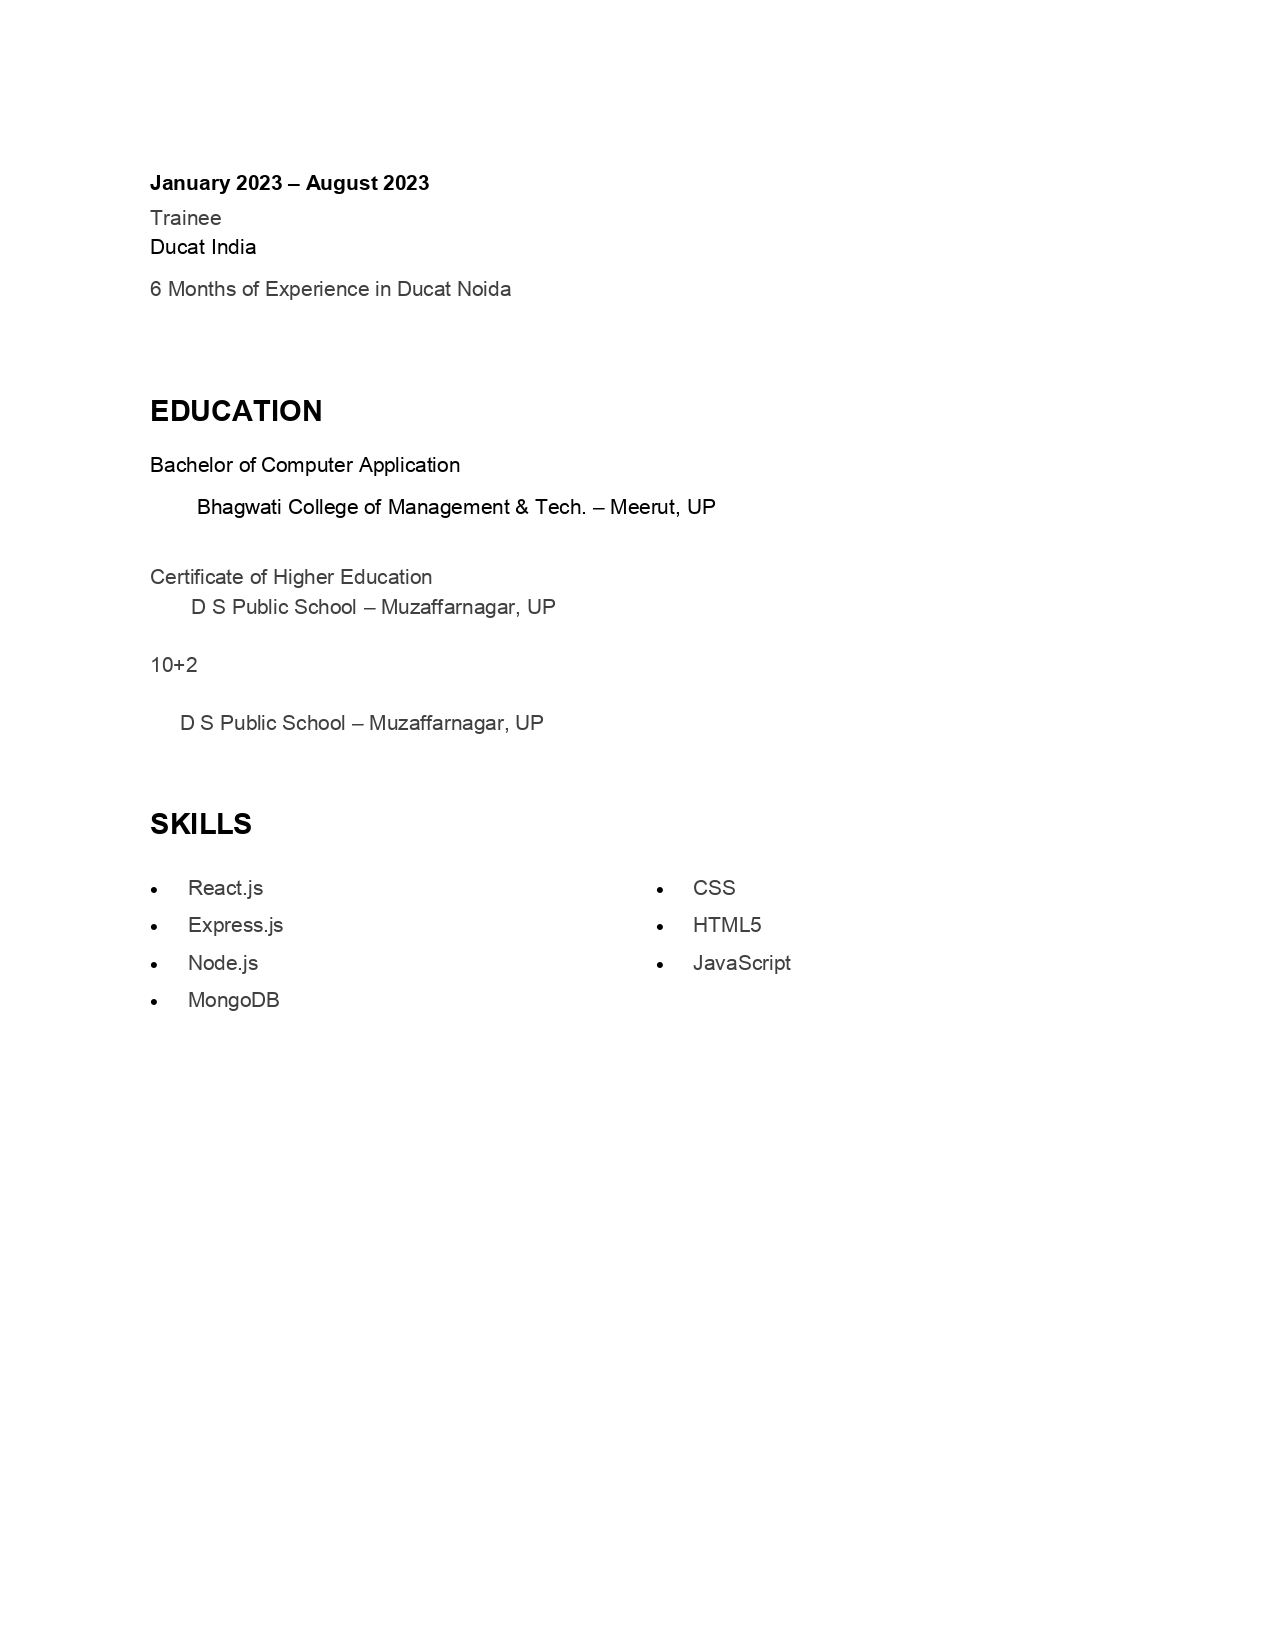 January 2023 – August 2023
Trainee
Ducat India
6 Months of Experience in Ducat Noida
EDUCATION
Bachelor of Computer Application
Bhagwati College of Management & Tech. – Meerut, UP
Certificate of Higher Education
D S Public School – Muzaffarnagar, UP
10+2
D S Public School – Muzaffarnagar, UP
SKILLS
• React.js
• Express.js
• Node.js
• MongoDB
• CSS
• HTML5
• JavaScript